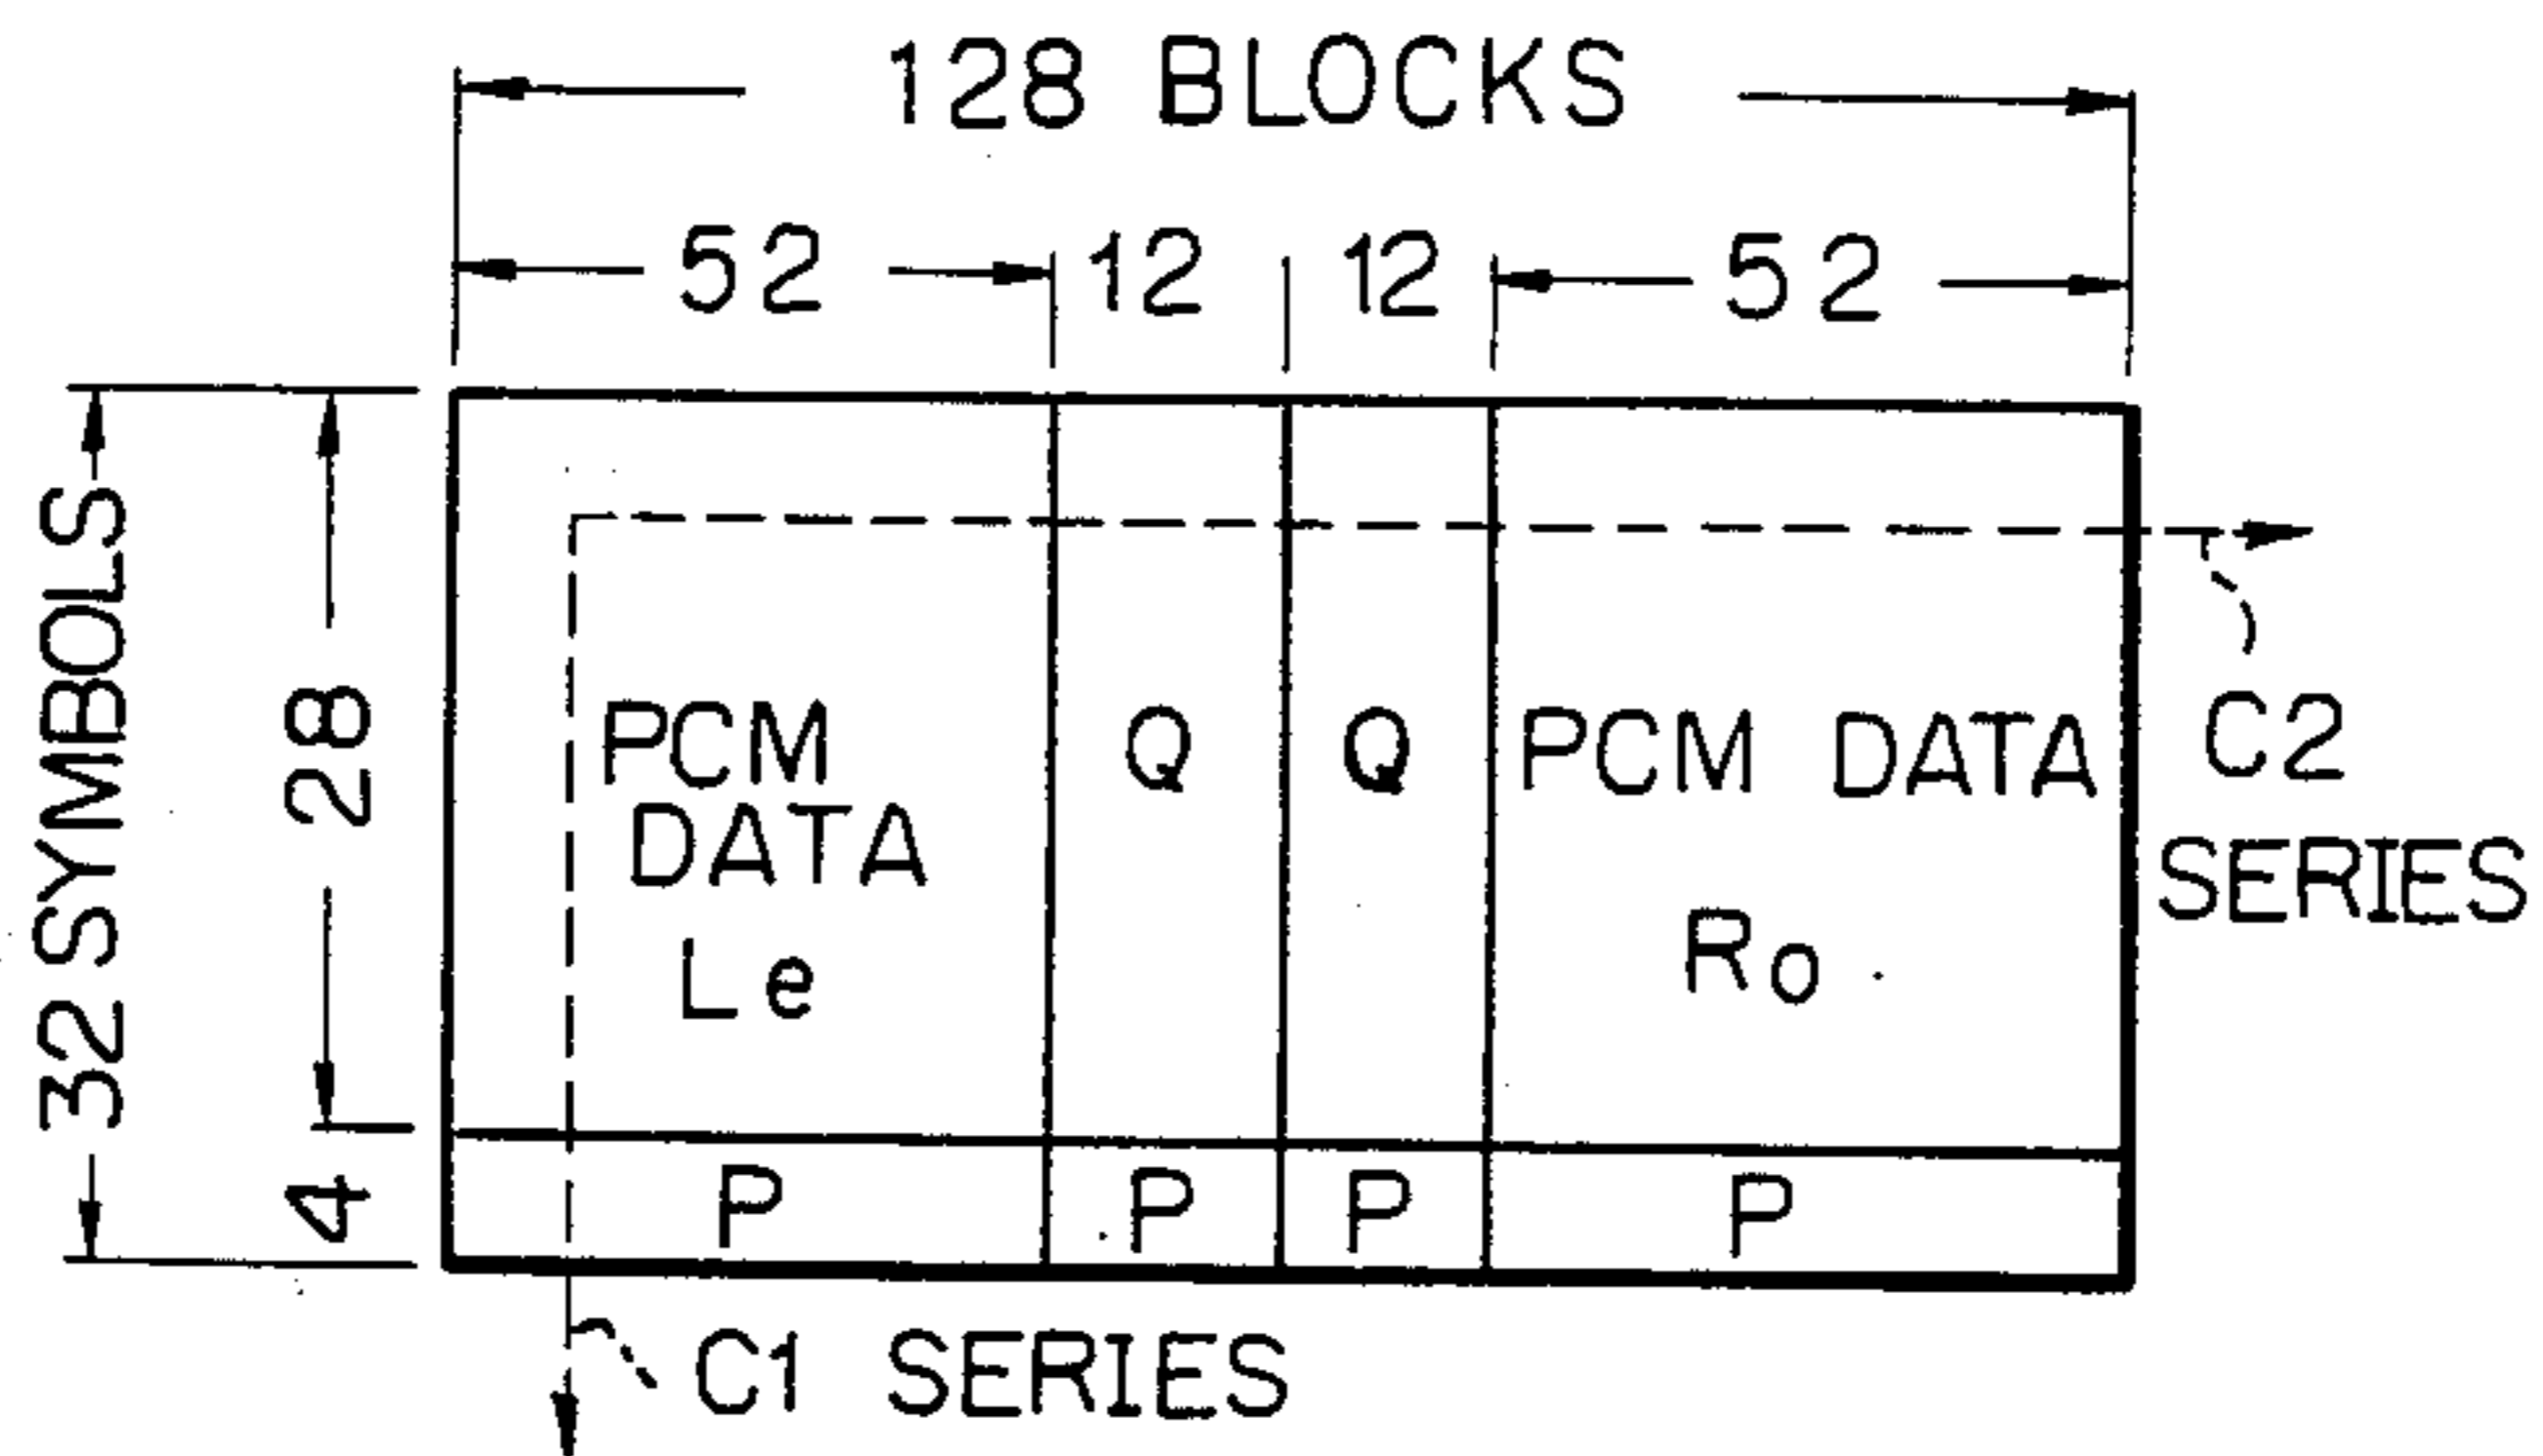 128 BLOCKS
52 12 12 52
32 SYMBOLS
28
4
PCM DATA Le
Q
Q
PCM DATA
Ro
C2 SERIES
P P P P
C1 SERIES